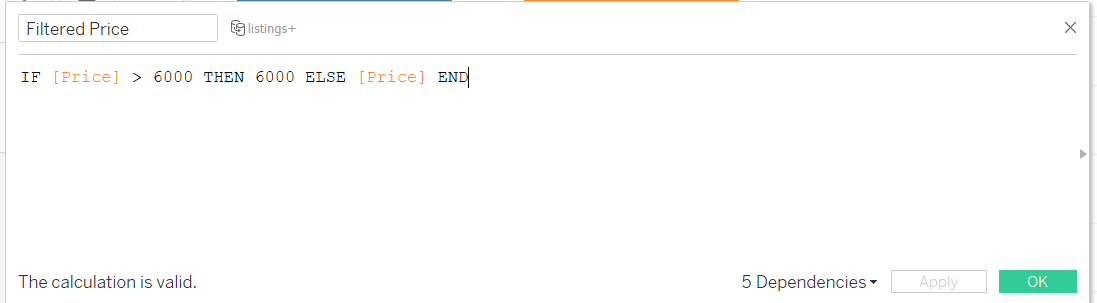 Filtered Price
listings+
IF [Price] > 6000 THEN 6000 ELSE [Price] END
The calculation is valid.
5 Dependencies
Apply
OK